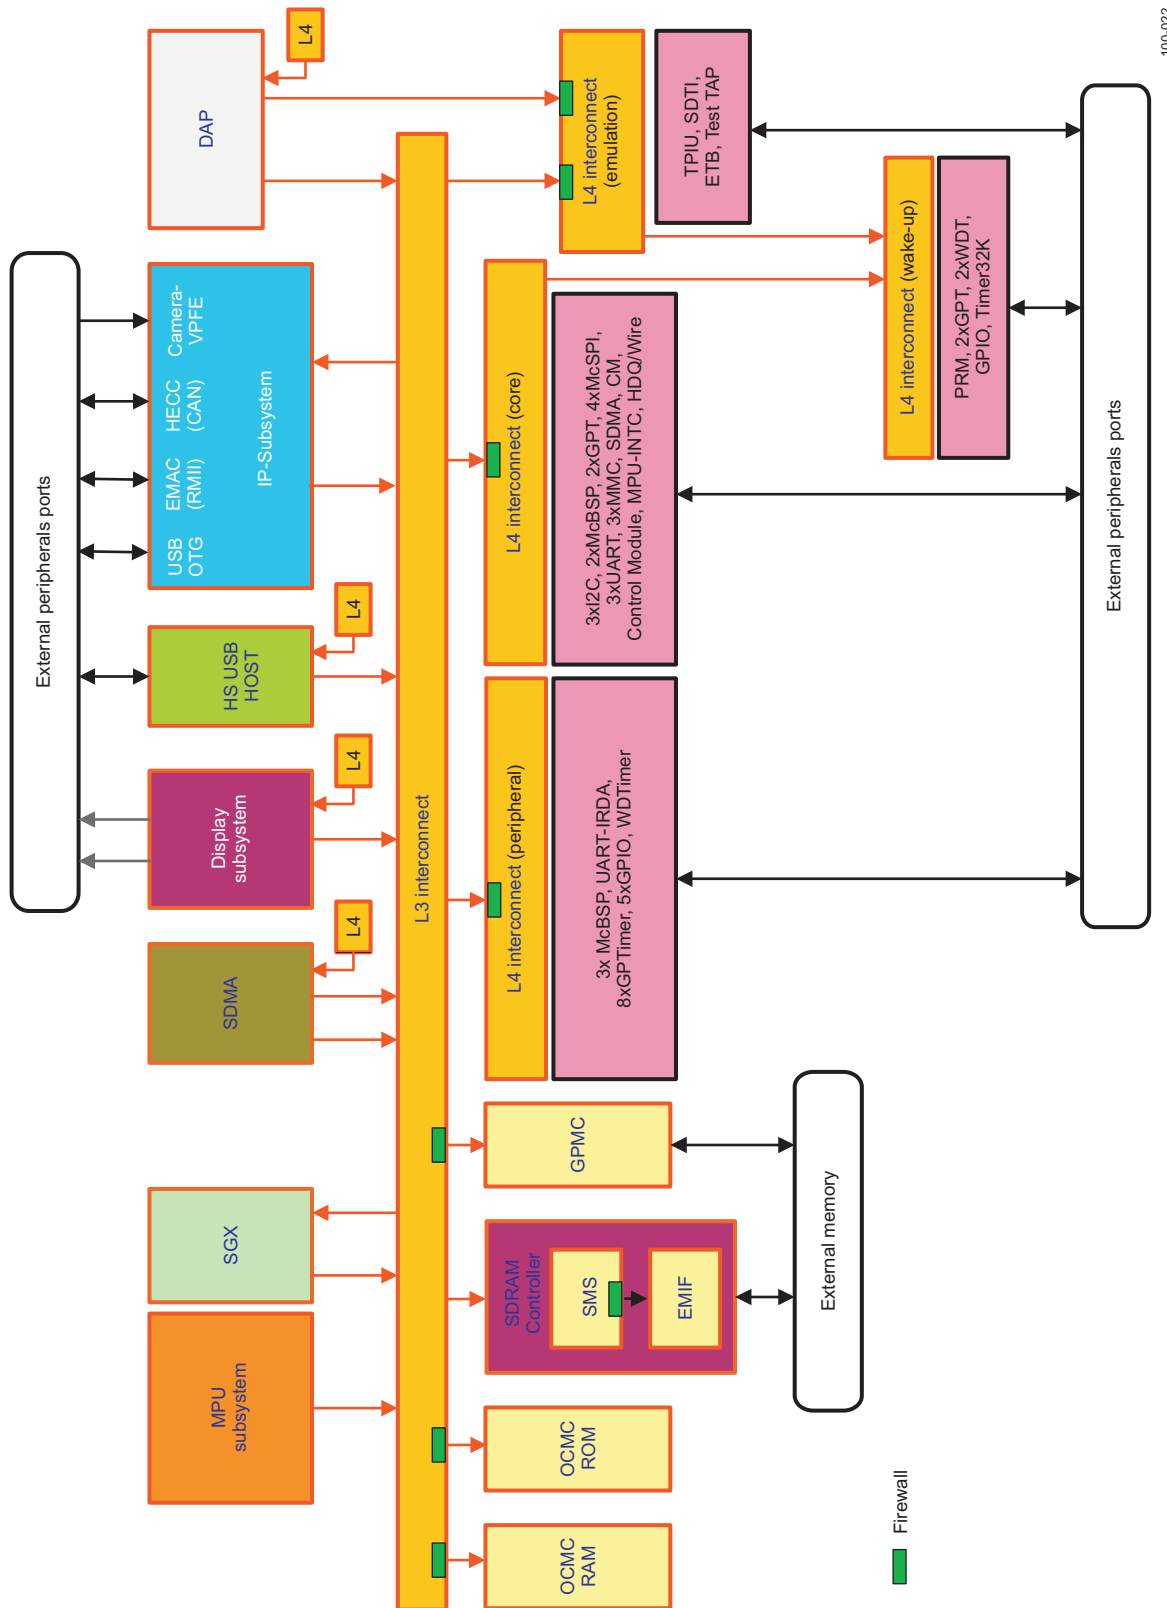 External peripherals ports
MPU
subsystem
SGX
SDMA
L4
Display
subsystem
L4
HS USB
HOST
L4
USB
OTG
EMAC
(RMII)
HECC
(CAN)
Camera-
VPFE
IP-Subsystem
DAP
L4
L3 interconnect
OCMC
RAM
OCMC
ROM
SDRAM
Controller
SMS
EMIF
GPMC
L4 interconnect (peripheral)
3x McBSP, UART-IRDA,
8xGPTimer, 5xGPIO, WDTimer
L4 interconnect (core)
3xI2C, 2xMcBSP, 2xGPT, 4xMcSPI,
3xUART, 3xMMC, SDMA, CM,
Control Module, MPU-INTC, HDQ/Wire
L4 interconnect
(emulation)
TPIU, SDTI,
ETB, Test TAP
L4 interconnect (wake-up)
PRM, 2xGPT, 2xWDT,
GPIO, Timer32K
External memory
External peripherals ports
Firewall